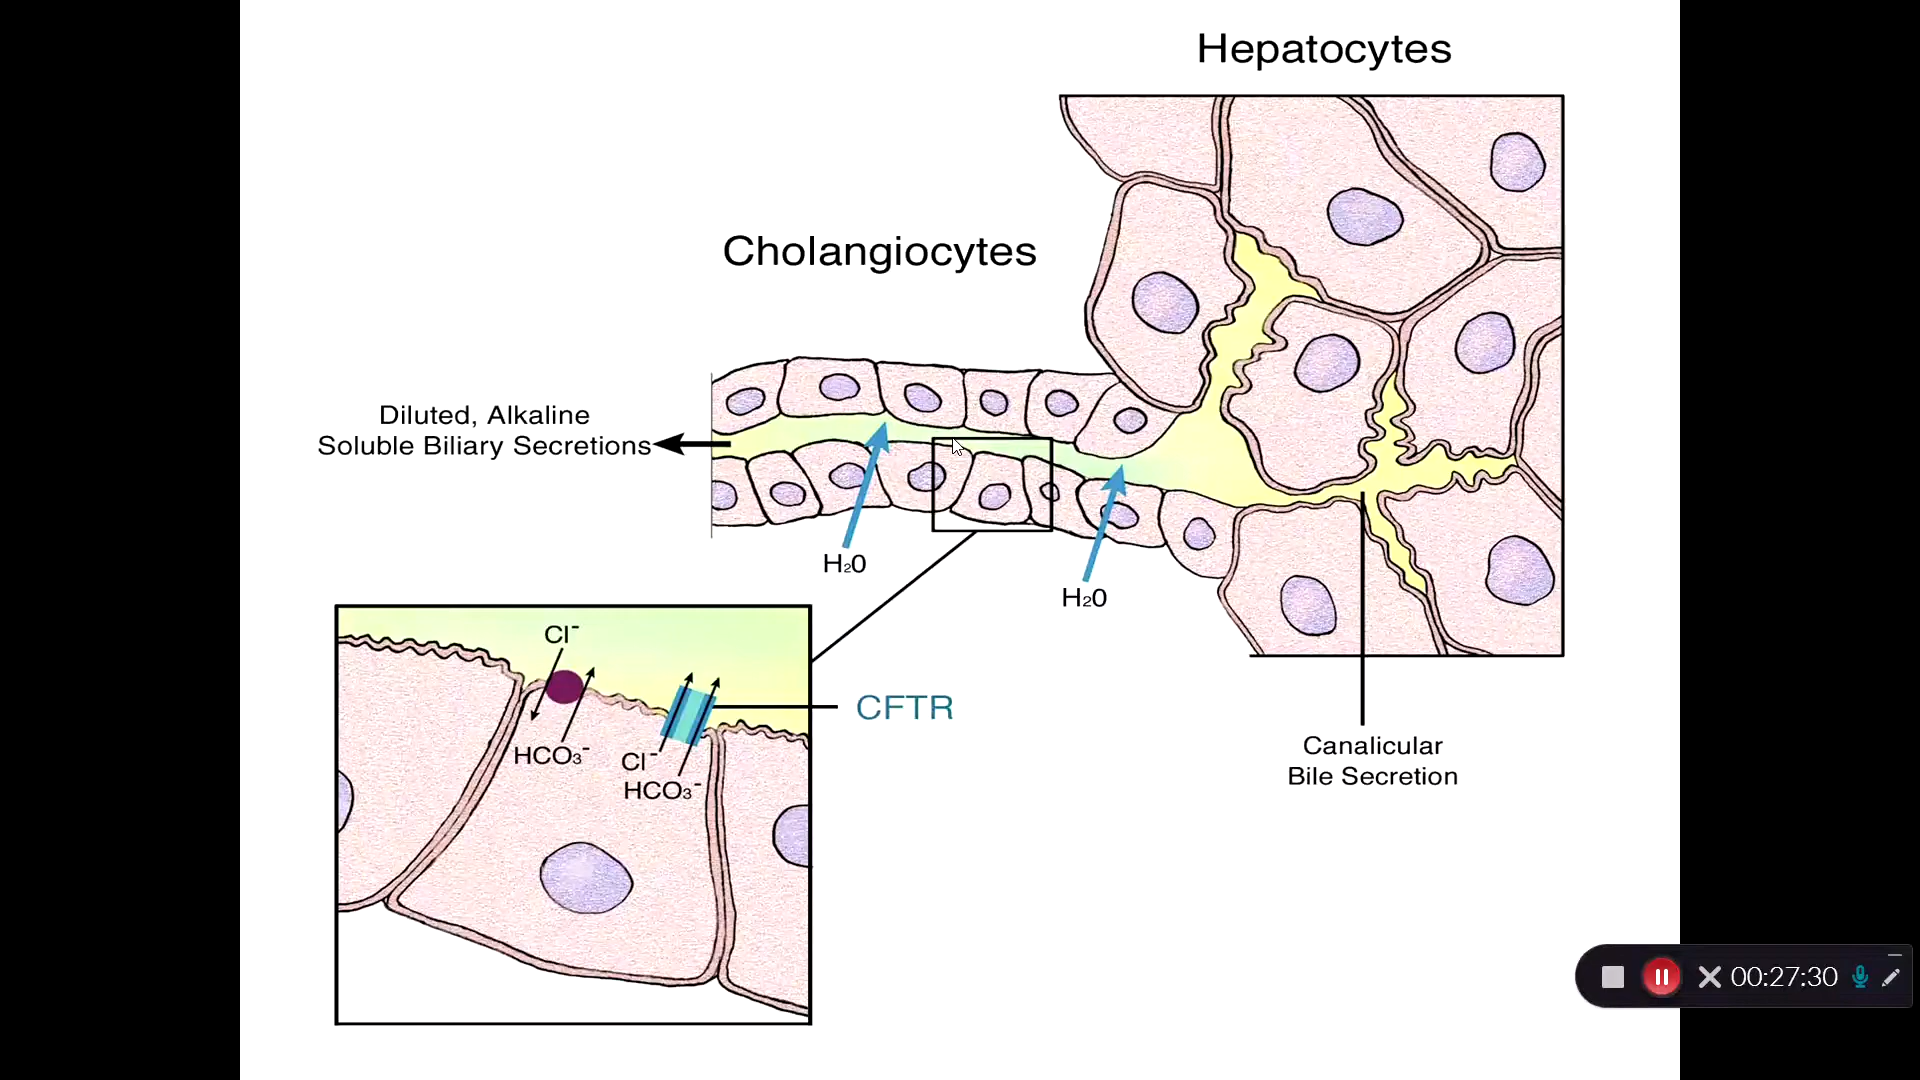 Hepatocytes
Cholangiocytes
Diluted, Alkaline
Soluble Biliary Secretions
H₂0
H₂0
Cl⁻
HCO₃⁻
Cl⁻
HCO₃⁻
CFTR
Canalicular
Bile Secretion
00:27:30